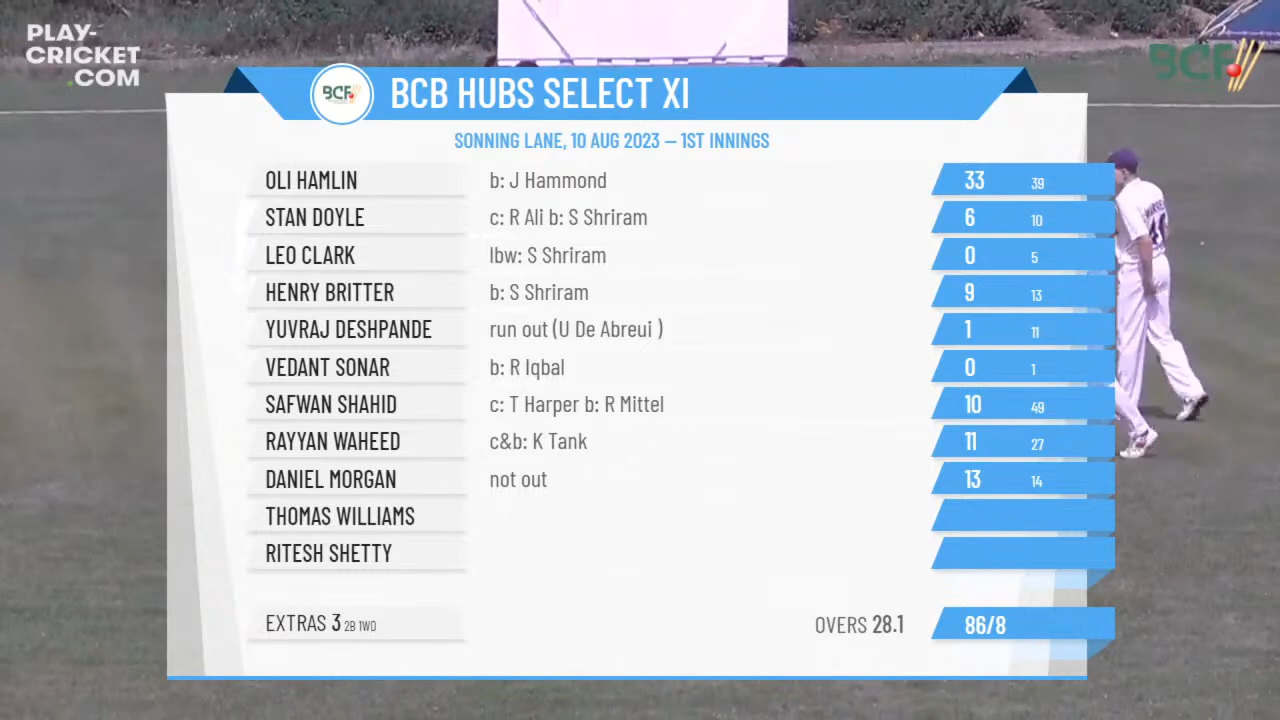 PLAY-
CRICKET
.COM
BCF
BCF
BCB HUBS SELECT XI
SONNING LANE, 10 AUG 2023 – 1ST INNINGS
OLI HAMLIN b: J Hammond 33 39
STAN DOYLE c: R Ali b: S Shriram 6 10
LEO CLARK lbw: S Shriram 0 5
HENRY BRITTER b: S Shriram 9 13
YUVRAJ DESHPANDE run out (U De Abreui ) 1 11
VEDANT SONAR b: R Iqbal 0 1
SAFWAN SHAHID c: T Harper b: R Mittel 10 49
RAYYAN WAHEED c&b: K Tank 11 27
DANIEL MORGAN not out 13 14
THOMAS WILLIAMS
RITESH SHETTY
EXTRAS 3 2B 1WD OVERS 28.1 86/8